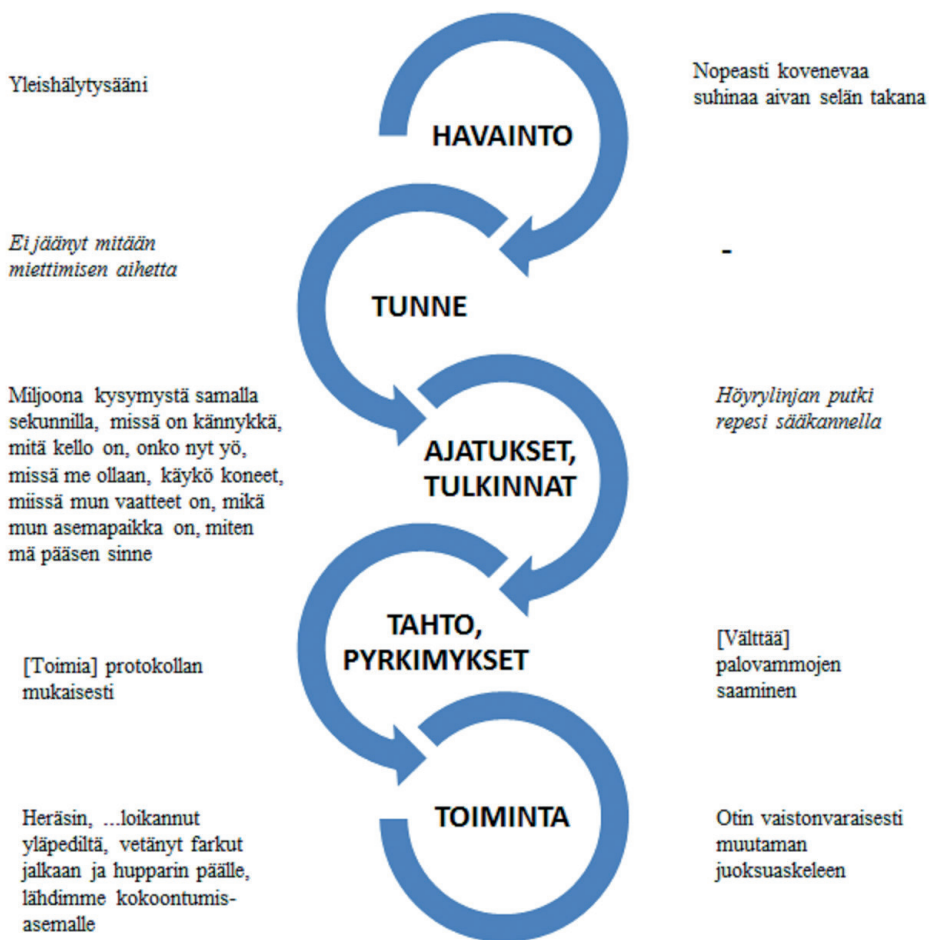 Yleishälytysääni
Nopeasti kovenevaa
suhinaa aivan selän takana
HAVAINTO
Ei jäänyt mitään
miettimisen aihetta
-
TUNNE
Miljoona kysymystä samalla
sekunnilla, missä on kännykkä,
mitä kello on, onko nyt yö,
missä me ollaan, käykö koneet,
miissä mun vaatteet on, mikä
mun asemapaikka on, miten
mä pääsen sinne
Höyrylinjan putki
repesi sääkannella
AJATUKSET,
TULKINNAT
TAHTO,
PYRKIMYKSET
[Toimia] protokollan
mukaisesti
[Välttää]
palovammojen
saaminen
Heräsin, ...loikannut
yläpediltä, vetänyt farkut
jalkaan ja hupparin päälle,
lähdimme kokoontumis-
asemalle
TOIMINTA
Otin vaistonvaraisesti
muutaman
juoksuaskeleen